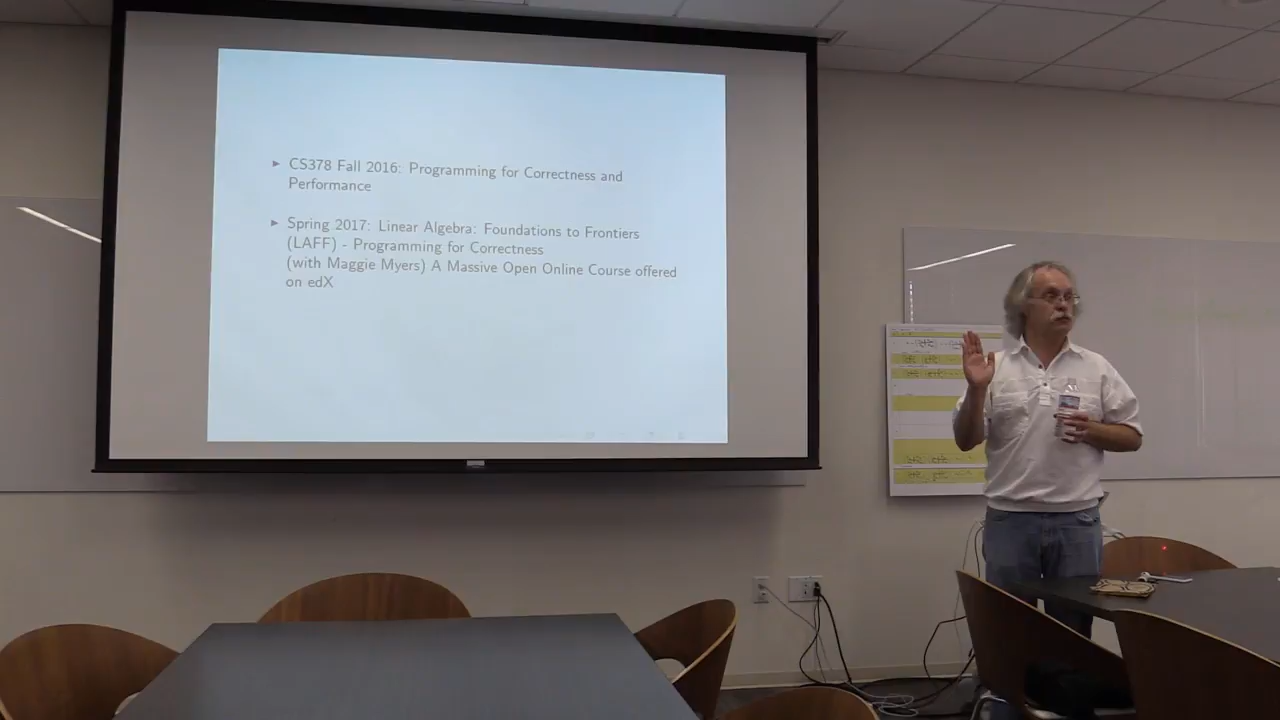 CS378 Fall 2016: Programming for Correctness and
Performance
Spring 2017: Linear Algebra: Foundations to Frontiers
(LAFF) - Programming for Correctness
(with Maggie Myers) A Massive Open Online Course offered
on edX